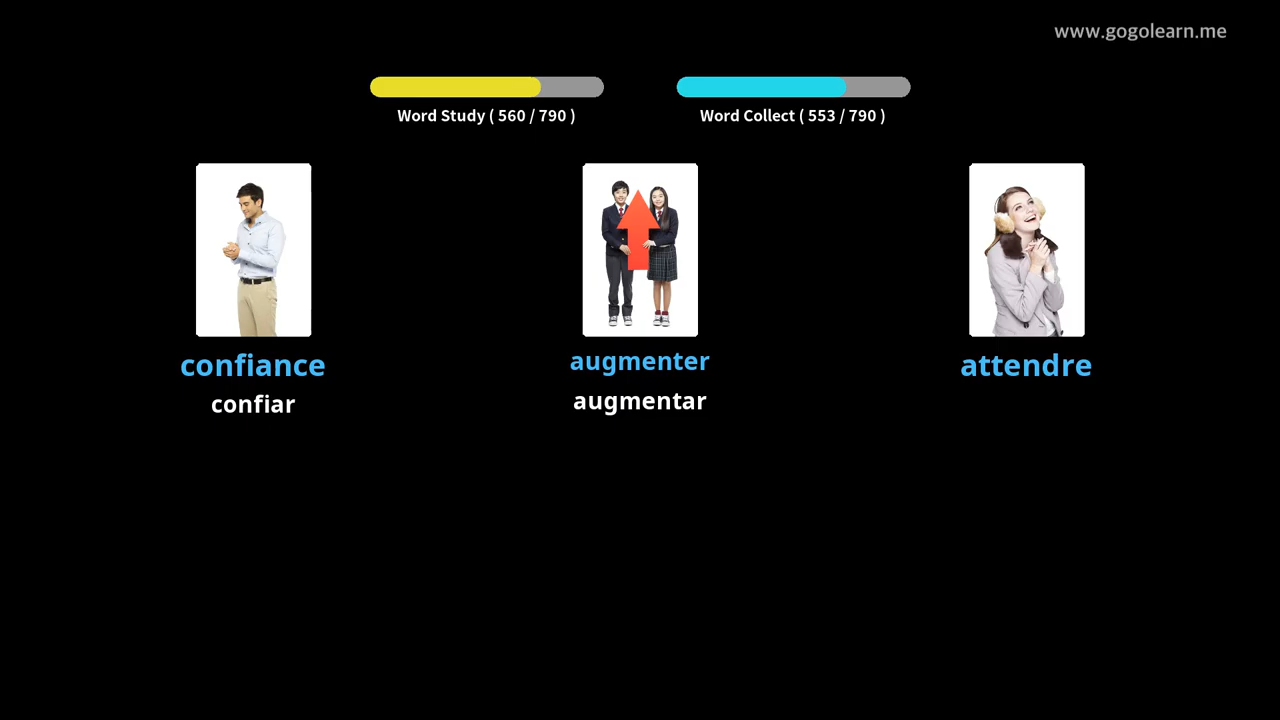 www.gogolearn.me
Word Study ( 560 / 790 )
Word Collect ( 553 / 790 )
confiance
confiar
augmenter
augmentar
attendre